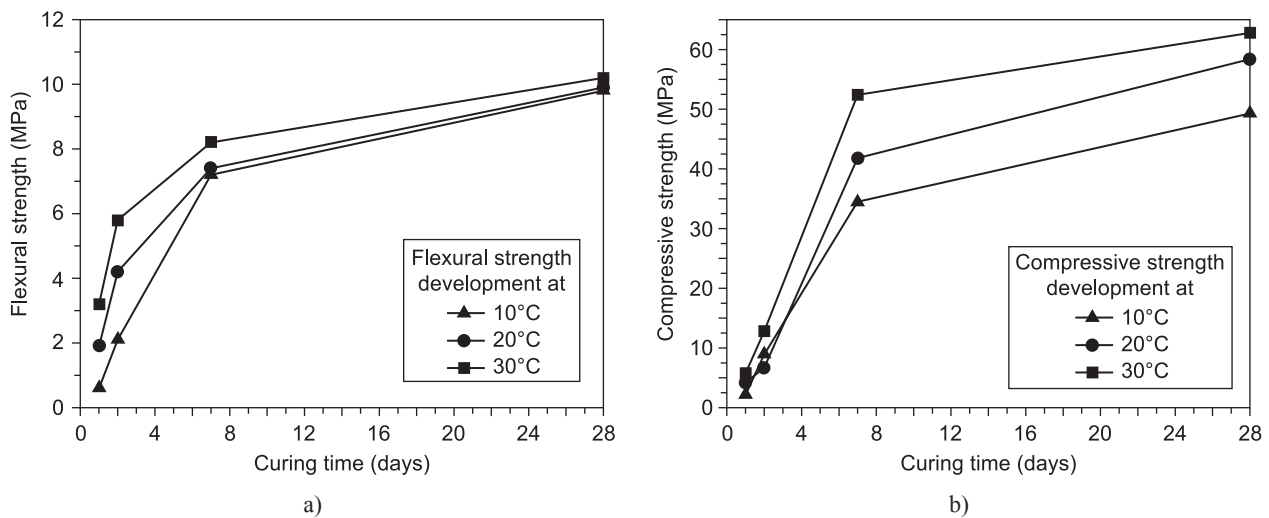 12
10
8
6
4
2
0
Flexural strength (MPa)
Flexural strength
development at
10°C
20°C
30°C
0 4 8 12 16 20 24 28
Curing time (days)
a)
60
50
40
30
20
10
0
Compressive strength (MPa)
Compressive strength
development at
10°C
20°C
30°C
0 4 8 12 16 20 24 28
Curing time (days)
b)